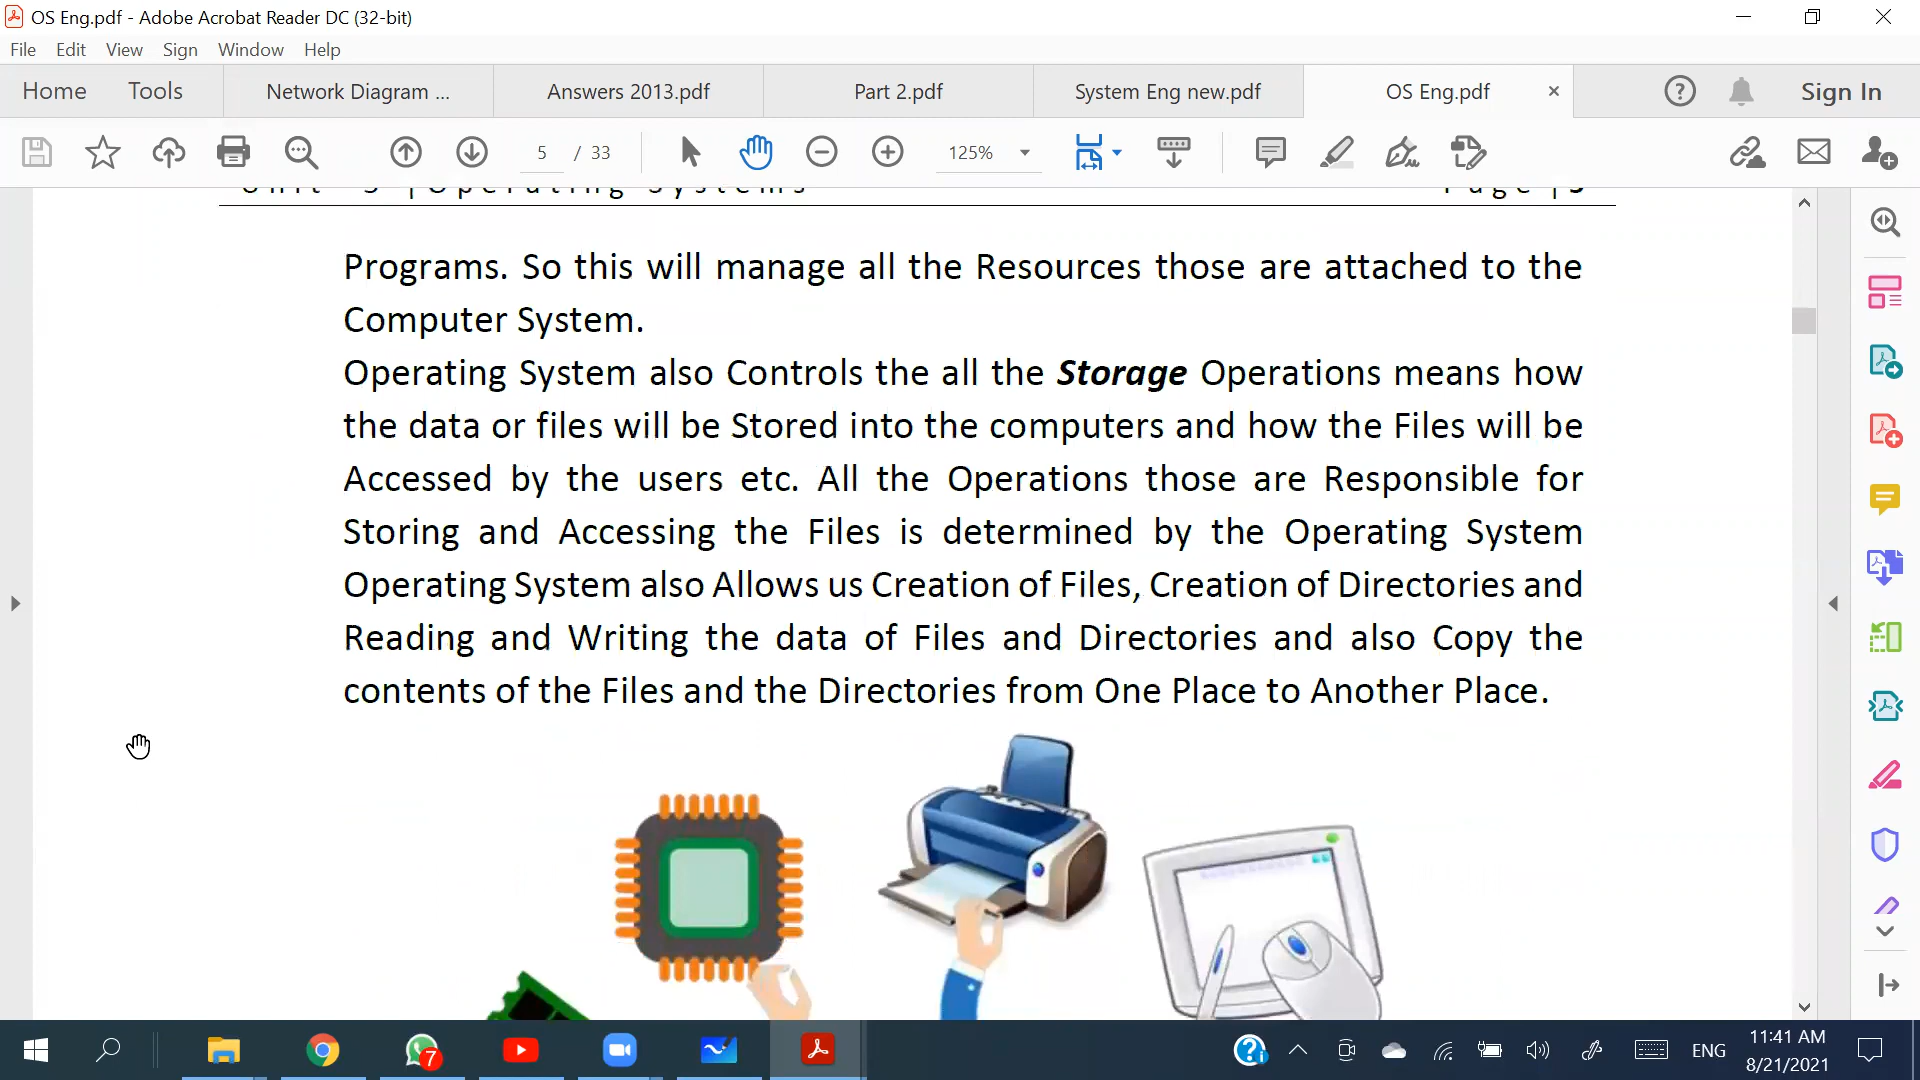 OS Eng.pdf - Adobe Acrobat Reader DC (32-bit)
File Edit View Sign Window Help
Home Tools Network Diagram ... Answers 2013.pdf Part 2.pdf System Eng new.pdf OS Eng.pdf Sign In
5 / 33 125%
Operating Systems Page | 5
Programs. So this will manage all the Resources those are attached to the
Computer System.
Operating System also Controls the all the Storage Operations means how
the data or files will be Stored into the computers and how the Files will be
Accessed by the users etc. All the Operations those are Responsible for
Storing and Accessing the Files is determined by the Operating System
Operating System also Allows us Creation of Files, Creation of Directories and
Reading and Writing the data of Files and Directories and also Copy the
contents of the Files and the Directories from One Place to Another Place.
7
ENG
11:41 AM
8/21/2021